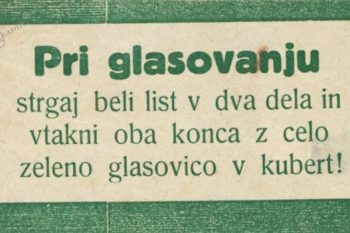 Pri glasovanju
strgaj beli list v dva dela in
vtakni oba konca z celo
zeleno glasovico v kubert!